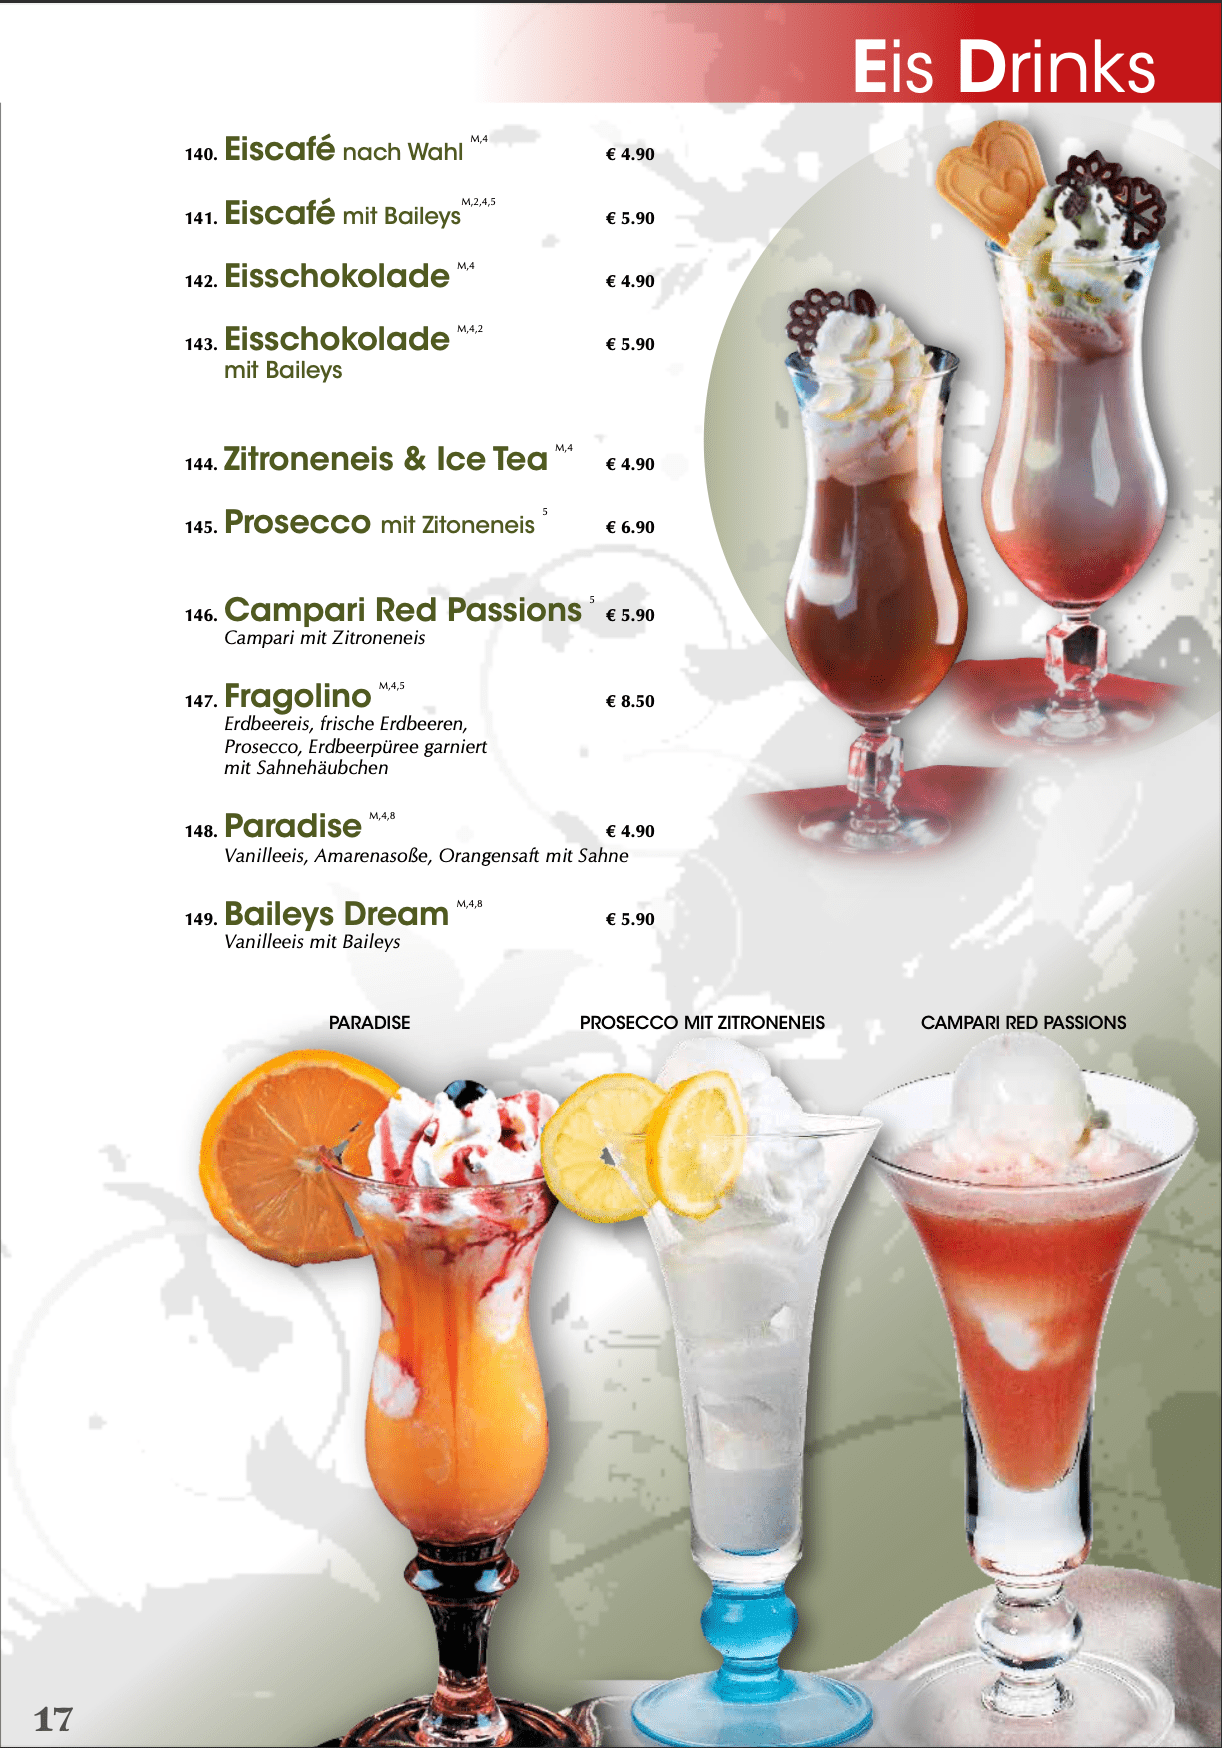 Eis Drinks
140. Eiscafé nach Wahl M,4 € 4.90
141. Eiscafé mit Baileys M,2,4,5 € 5.90
142. Eisschokolade M,4 € 4.90
143. Eisschokolade M,4,2 € 5.90
mit Baileys
144. Zitroneneis & Ice Tea M,4 € 4.90
145. Prosecco mit Zitoneneis 5 € 6.90
146. Campari Red Passions 5 € 5.90
Campari mit Zitroneneis
147. Fragolino M,4,5 € 8.50
Erdbeereis, frische Erdbeeren,
Prosecco, Erdbeerpüree garniert
mit Sahnehäubchen
148. Paradise M,4,8 € 4.90
Vanilleeis, Amarenasoße, Orangensaft mit Sahne
149. Baileys Dream M,4,8 € 5.90
Vanilleeis mit Baileys
PARADISE
PROSECCO MIT ZITRONENEIS
CAMPARI RED PASSIONS
17